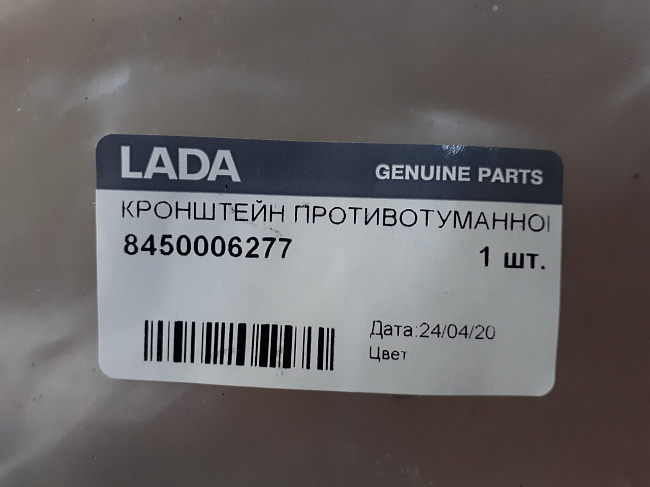 LADA GENUINE PARTS
КРОНШТЕЙН ПРОТИВОТУМАННОЙ
8450006277 1 шт.
Дата:24/04/20
Цвет